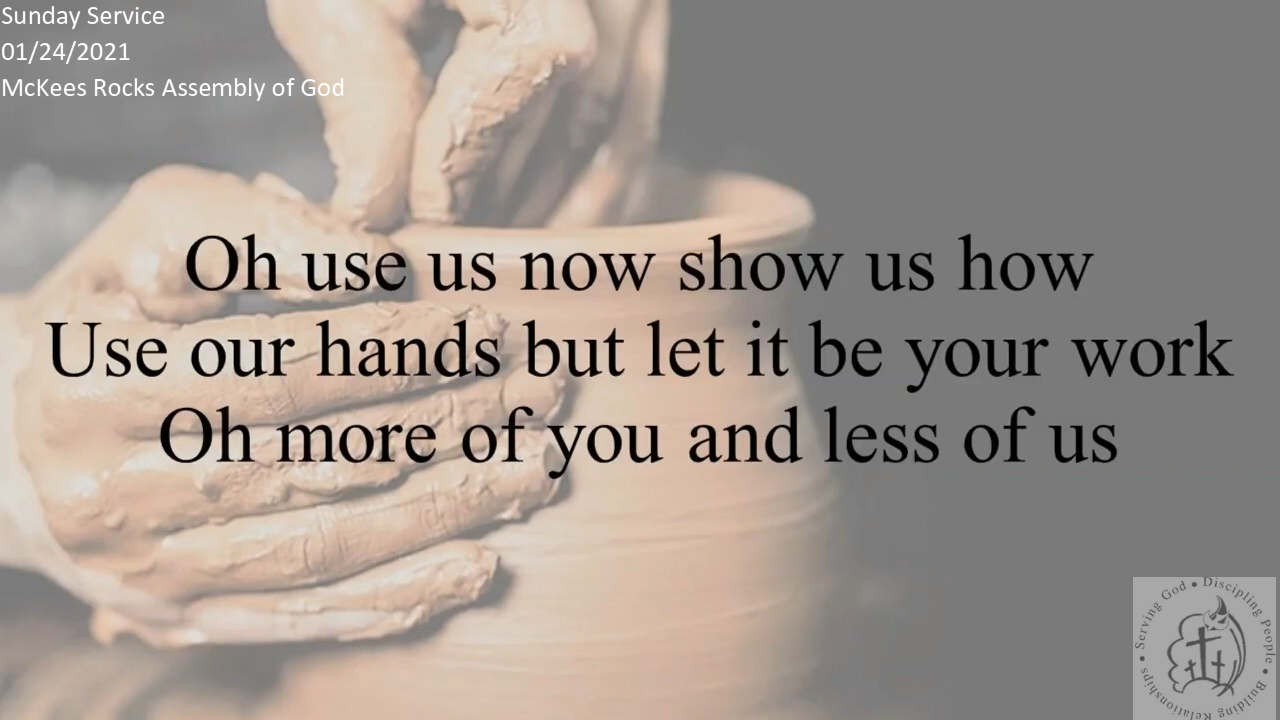 Sunday Service
01/24/2021
McKees Rocks Assembly of God
Oh use us now show us how
Use our hands but let it be your work
Oh more of you and less of us
Serving God • Discipling People • Building Relationships •